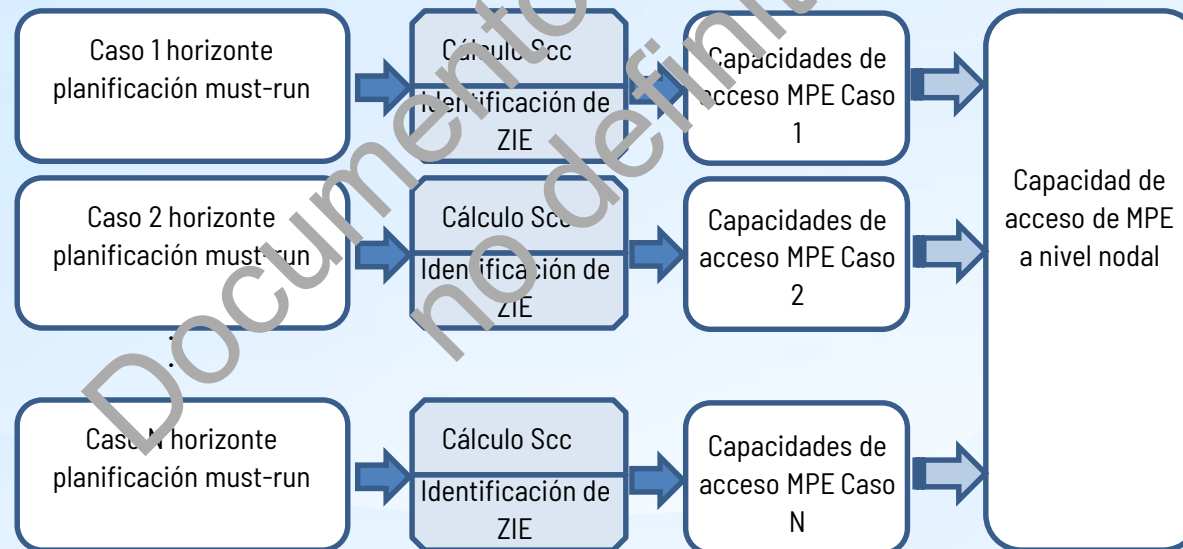 Caso 1 horizonte
planificación must-run
Cálculo Scc
Identificación de
ZIE
Capacidades de
acceso MPE Caso
1
Caso 2 horizonte
planificación must-run
Cálculo Scc
Identificación de
ZIE
Capacidades de
acceso MPE Caso
2
:
Caso N horizonte
planificación must-run
Cálculo Scc
Identificación de
ZIE
Capacidades de
acceso MPE Caso
N
Capacidad de
acceso de MPE
a nivel nodal
Documento
no definit